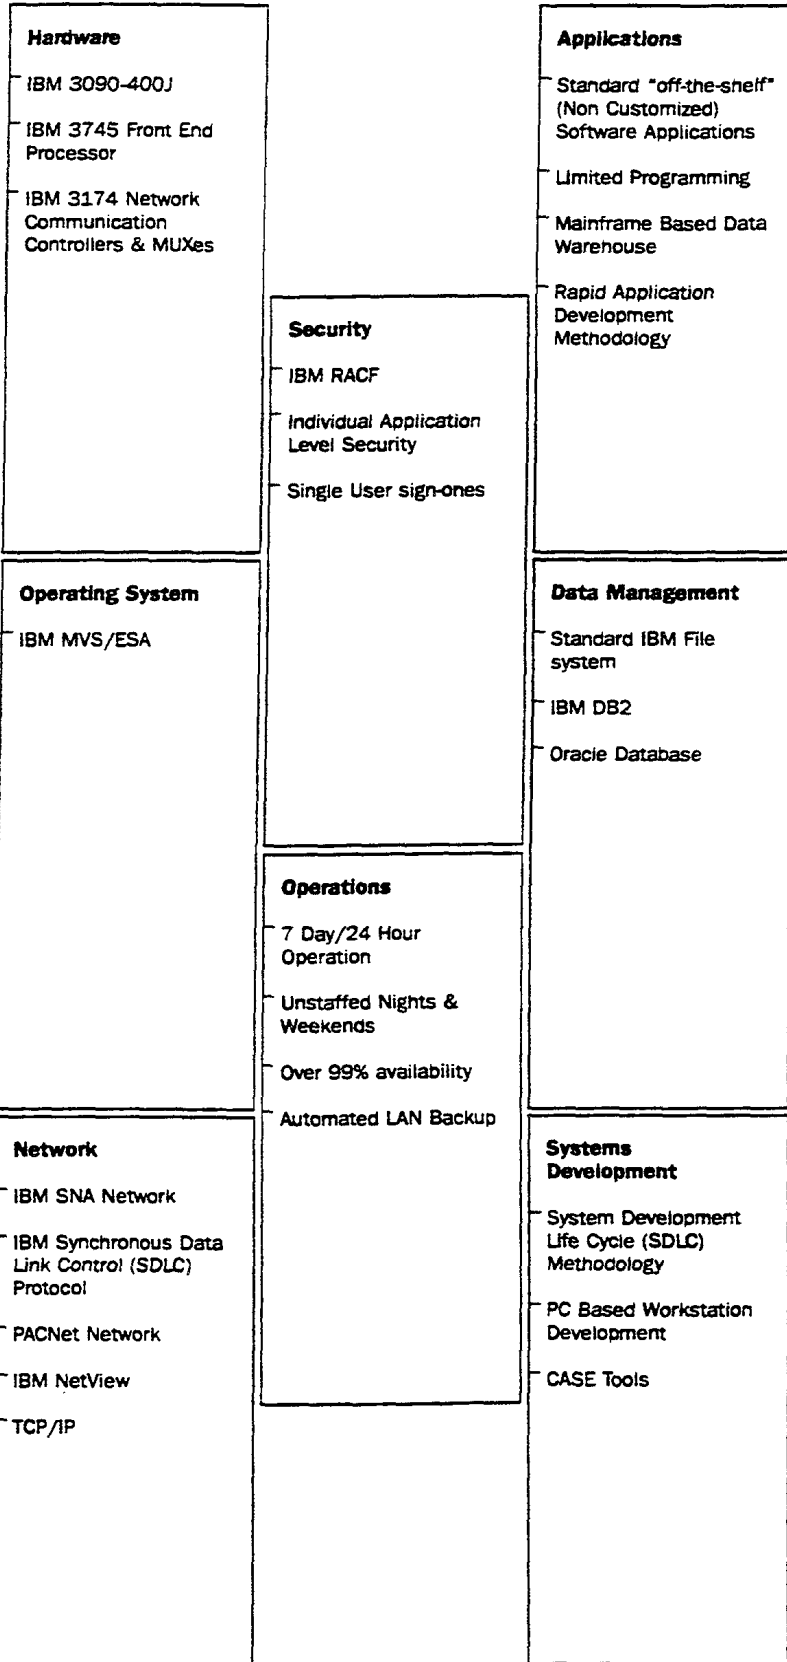 Hardware
IBM 3090-400J
IBM 3745 Front End
Processor
IBM 3174 Network
Communication
Controllers & MUXes
Operating System
IBM MVS/ESA
Network
IBM SNA Network
IBM Synchronous Data
Link Control (SDLC)
Protocol
PACNet Network
IBM NetView
TCP/IP
Security
IBM RACF
Individual Application
Level Security
Single User sign-ones
Operations
7 Day/24 Hour
Operation
Unstaffed Nights &
Weekends
Over 99% availability
Automated LAN Backup
Applications
Standard "off-the-shelf"
(Non Customized)
Software Applications
Limited Programming
Mainframe Based Data
Warehouse
Rapid Application
Development
Methodology
Data Management
Standard IBM File
system
IBM DB2
Oracle Database
Systems
Development
System Development
Life Cycle (SDLC)
Methodology
PC Based Workstation
Development
CASE Tools